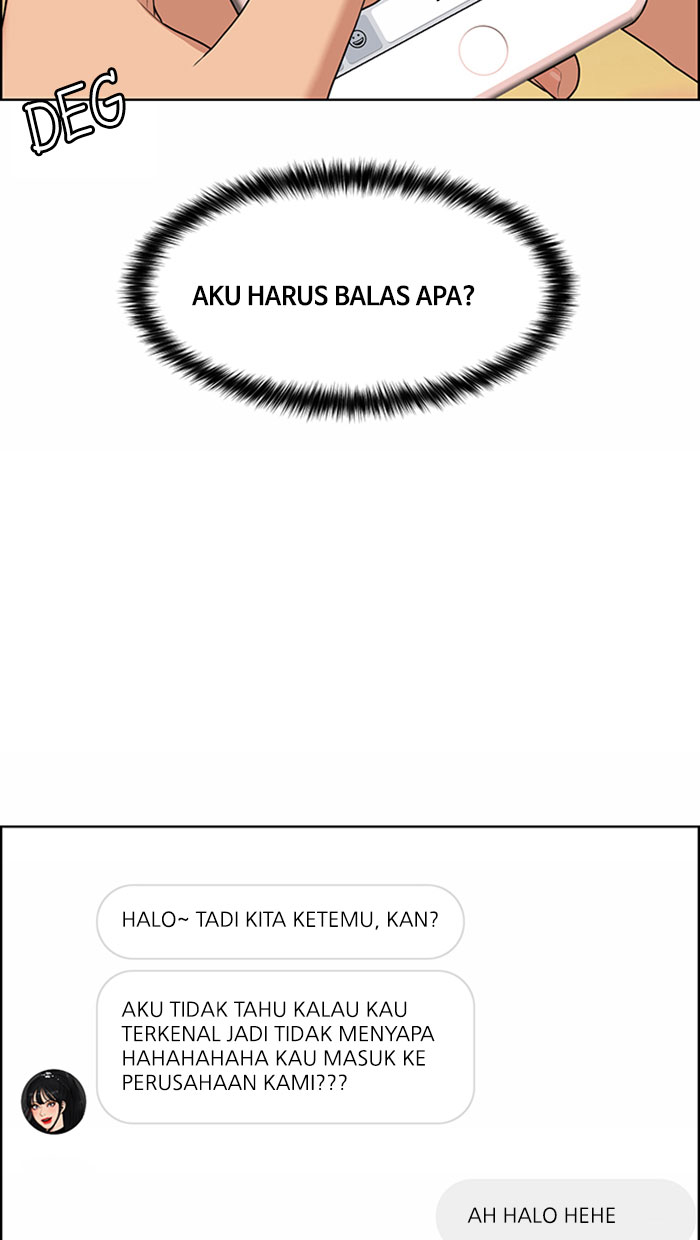 DEG
AKU HARUS BALAS APA?
HALO~ TADI KITA KETEMU, KAN?
AKU TIDAK TAHU KALAU KAU
TERKENAL JADI TIDAK MENYAPA
HAHAHAHAHA KAU MASUK KE
PERUSAHAAN KAMI???
AH HALO HEHE